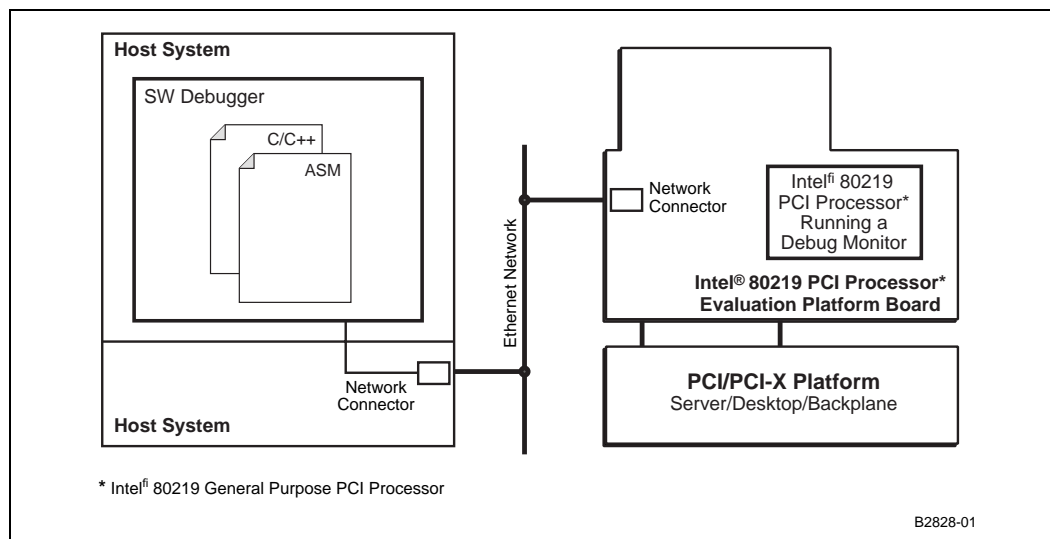 Host System
SW Debugger
C/C++
ASM
Network
Connector
Host System
Ethernet Network
Network
Connector
Intelfi 80219
PCI Processor*
Running a
Debug Monitor
Intel® 80219 PCI Processor*
Evaluation Platform Board
PCI/PCI-X Platform
Server/Desktop/Backplane
* Intelfi 80219 General Purpose PCI Processor
B2828-01